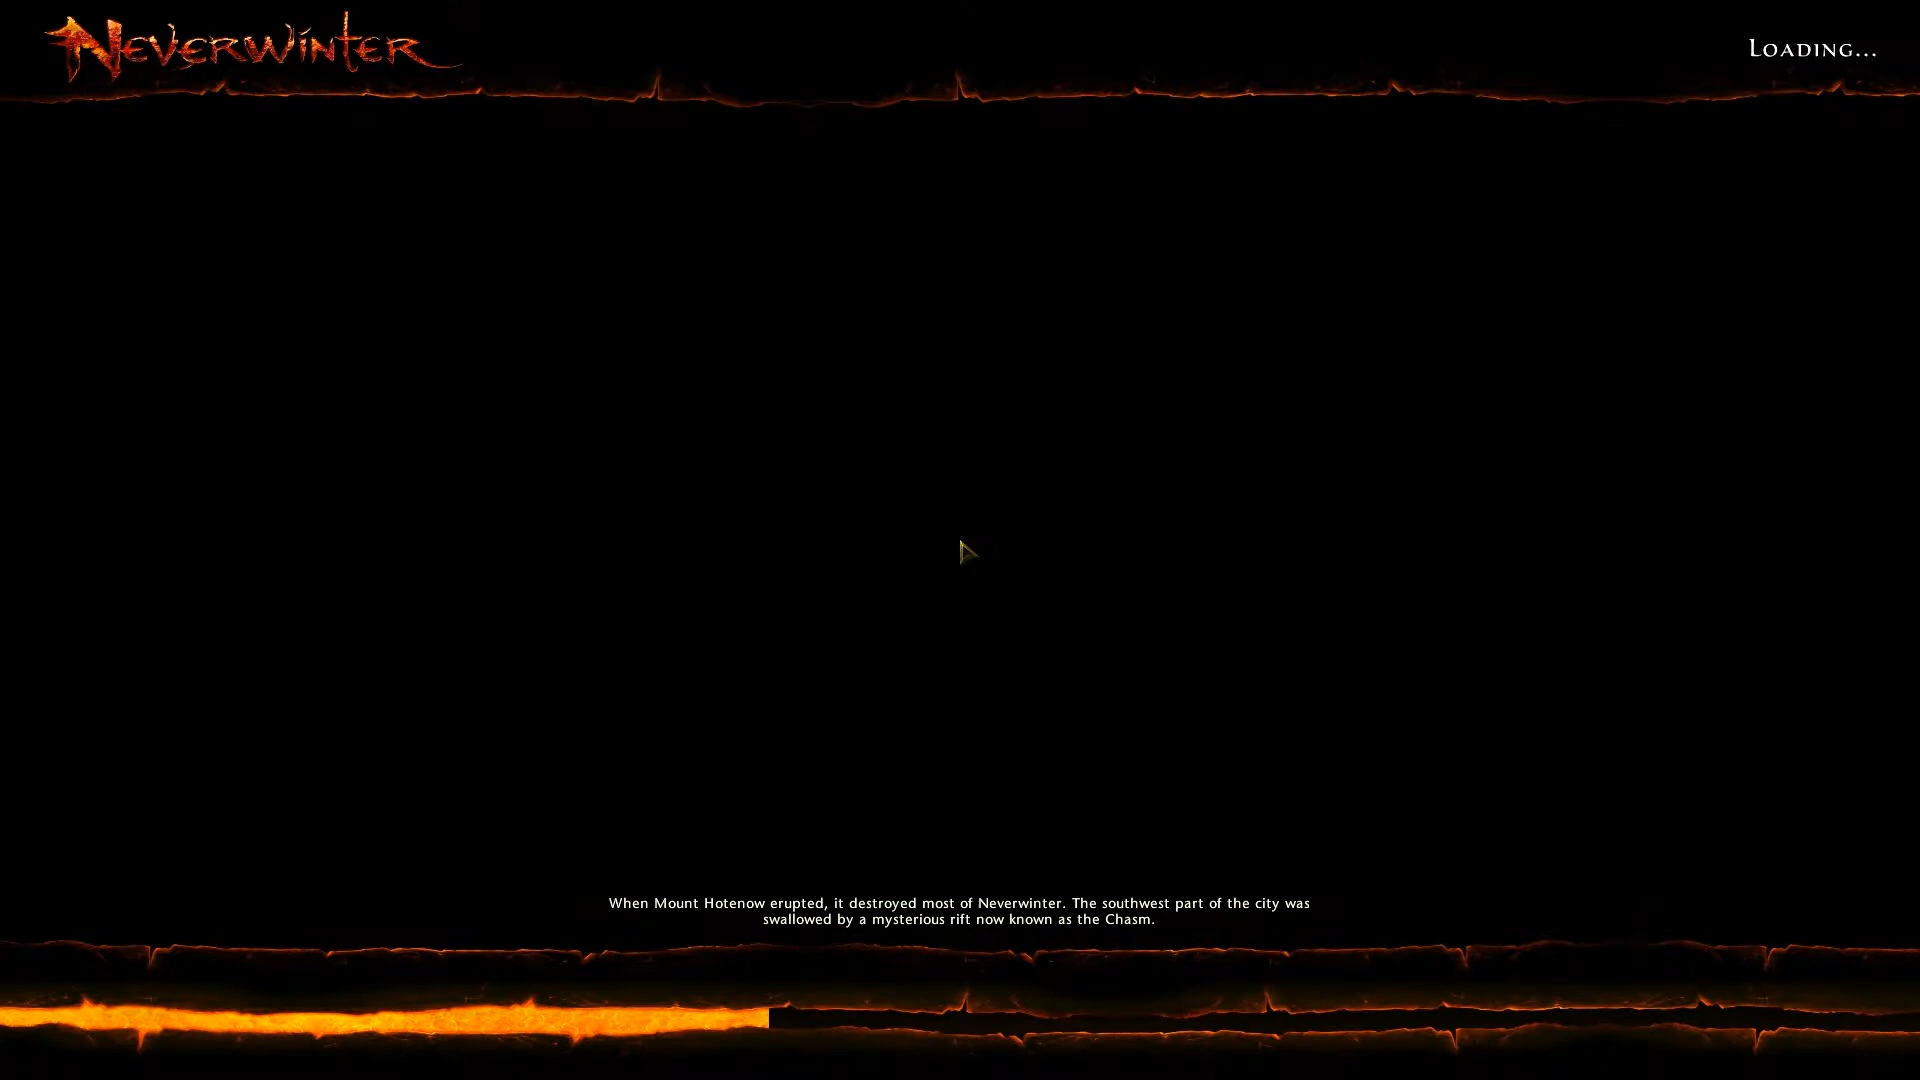 Neverwinter
Loading...
When Mount Hotenow erupted, it destroyed most of Neverwinter. The southwest part of the city was
swallowed by a mysterious rift now known as the Chasm.